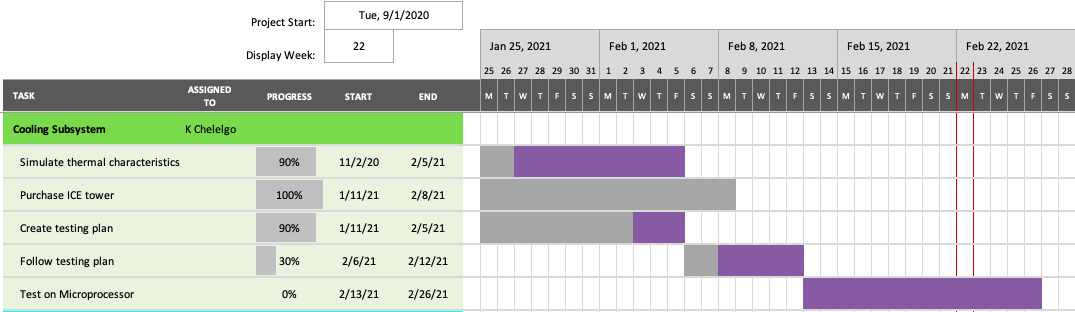 Project Start: Tue, 9/1/2020
Display Week: 22
Jan 25, 2021 Feb 1, 2021 Feb 8, 2021 Feb 15, 2021 Feb 22, 2021
25 26 27 28 29 30 31 1 2 3 4 5 6 7 8 9 10 11 12 13 14 15 16 17 18 19 20 21 22 23 24 25 26 27 28
TASK ASSIGNED TO PROGRESS START END M T W T F S S M T W T F S S M T W T F S S M T W T F S S M T W T F S S
Cooling Subsystem K Chelelgo
Simulate thermal characteristics 90% 11/2/20 2/5/21
Purchase ICE tower 100% 1/11/21 2/8/21
Create testing plan 90% 1/11/21 2/5/21
Follow testing plan 30% 2/6/21 2/12/21
Test on Microprocessor 0% 2/13/21 2/26/21